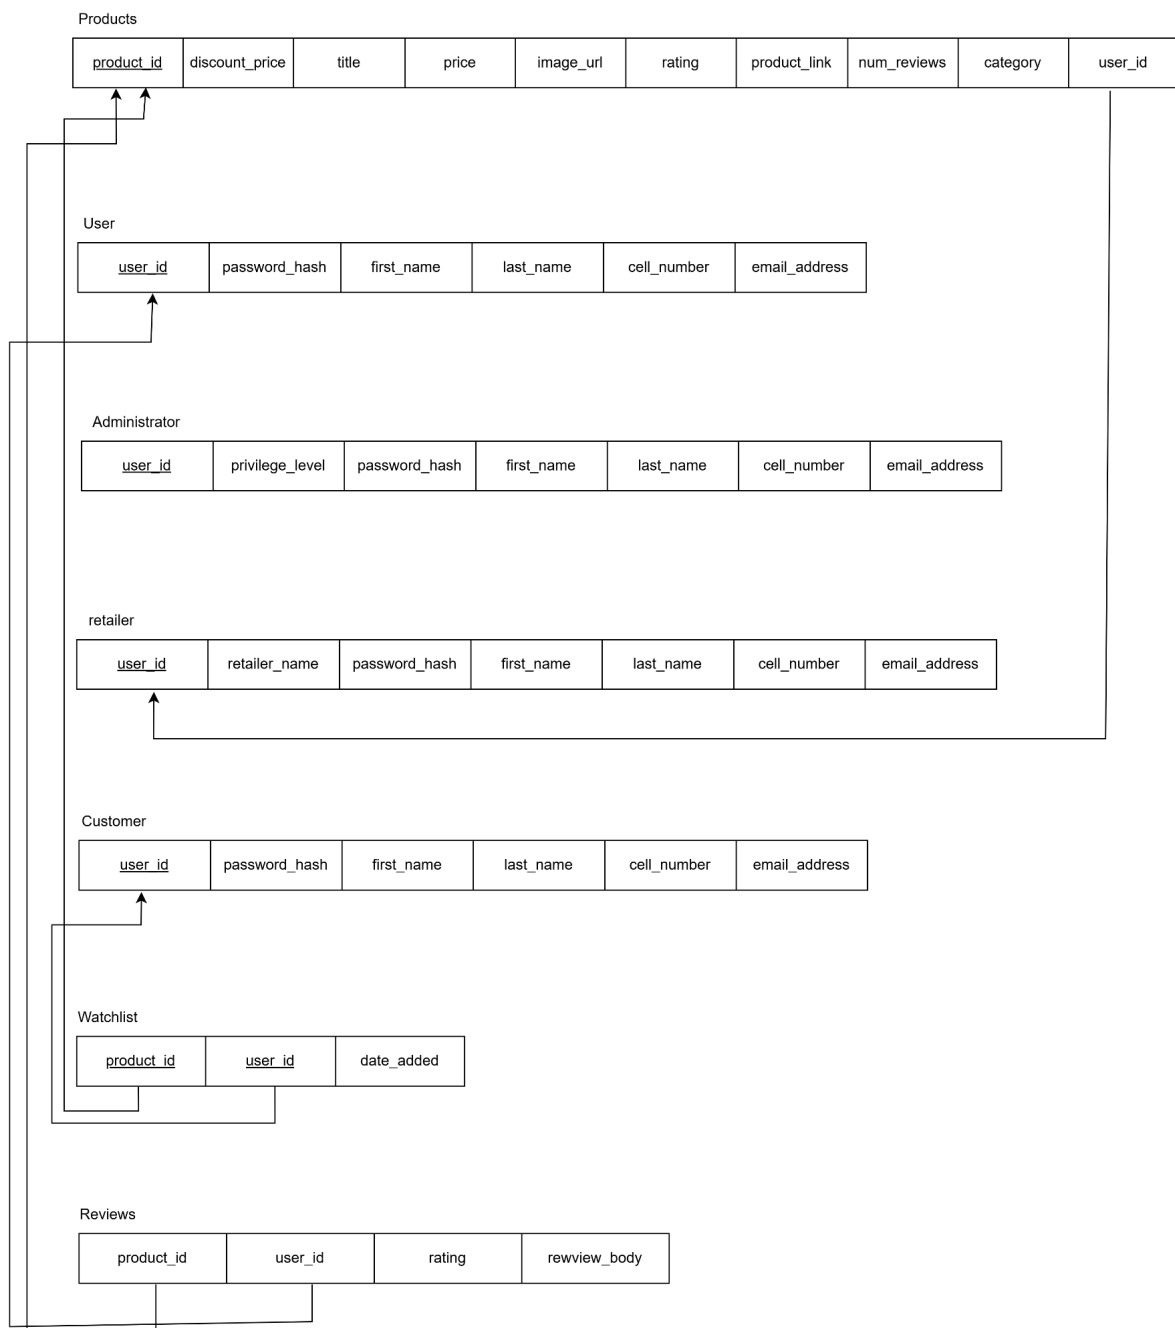 Products
product_id discount_price title price image_url rating product_link num_reviews category user_id
User
user_id password_hash first_name last_name cell_number email_address
Administrator
user_id privilege_level password_hash first_name last_name cell_number email_address
retailer
user_id retailer_name password_hash first_name last_name cell_number email_address
Customer
user_id password_hash first_name last_name cell_number email_address
Watchlist
product_id user_id date_added
Reviews
product_id user_id rating rewview_body